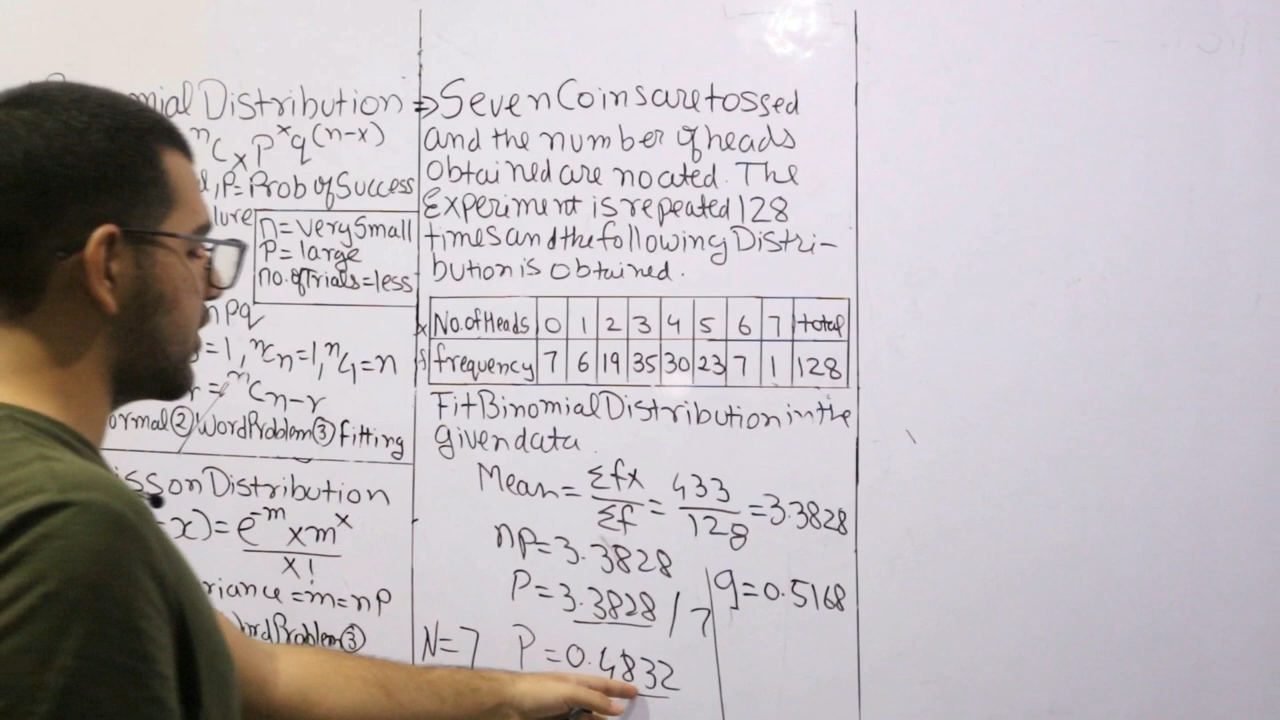 mial Distribution
nCx P^x q^(n-x)
, P = Prob of Success
lure
n = very Small
P = large
no. of Trials = less
npq
= 1, nCn = 1, nC1 = n
r = nCn-r
ormal ② Word Problem ③ fitting
sson Distribution
x) = e^-m × m^x
x!
riance = m = np
ord Problem ③
⇒ Seven Coins are tossed
and the number of heads
obtained are noated. The
Experiment is repeated 128
times and the following Distri-
bution is obtained.
x No. of Heads 0 1 2 3 4 5 6 7 total
f frequency 7 6 19 35 30 23 7 1 128
Fit Binomial Distribution in the
given data
Mean = Σfx / Σf = 433 / 128 = 3.3828
np = 3.3828
P = 3.3828 / 7
q = 0.5168
N = 7 P = 0.4832